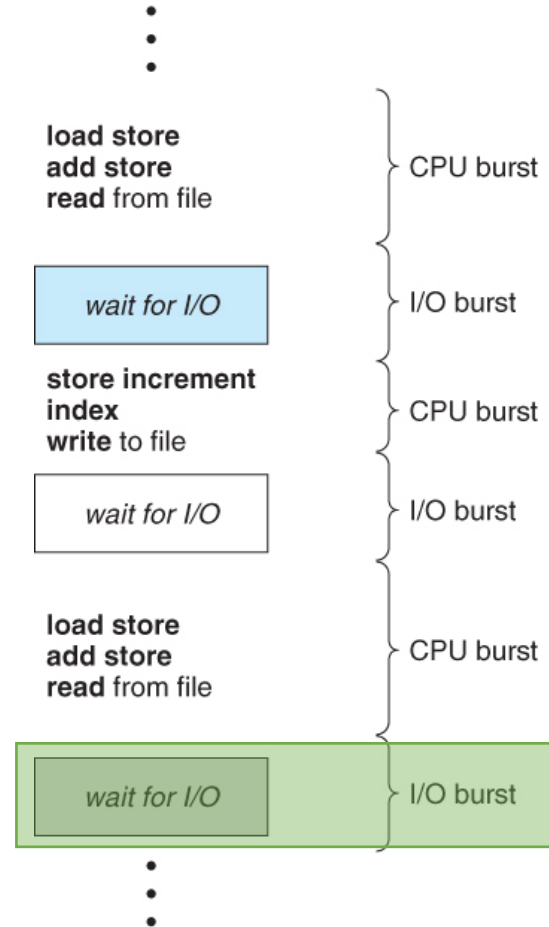 load store
add store
read from file
CPU burst
wait for I/O
I/O burst
store increment
index
write to file
CPU burst
wait for I/O
I/O burst
load store
add store
read from file
CPU burst
wait for I/O
I/O burst